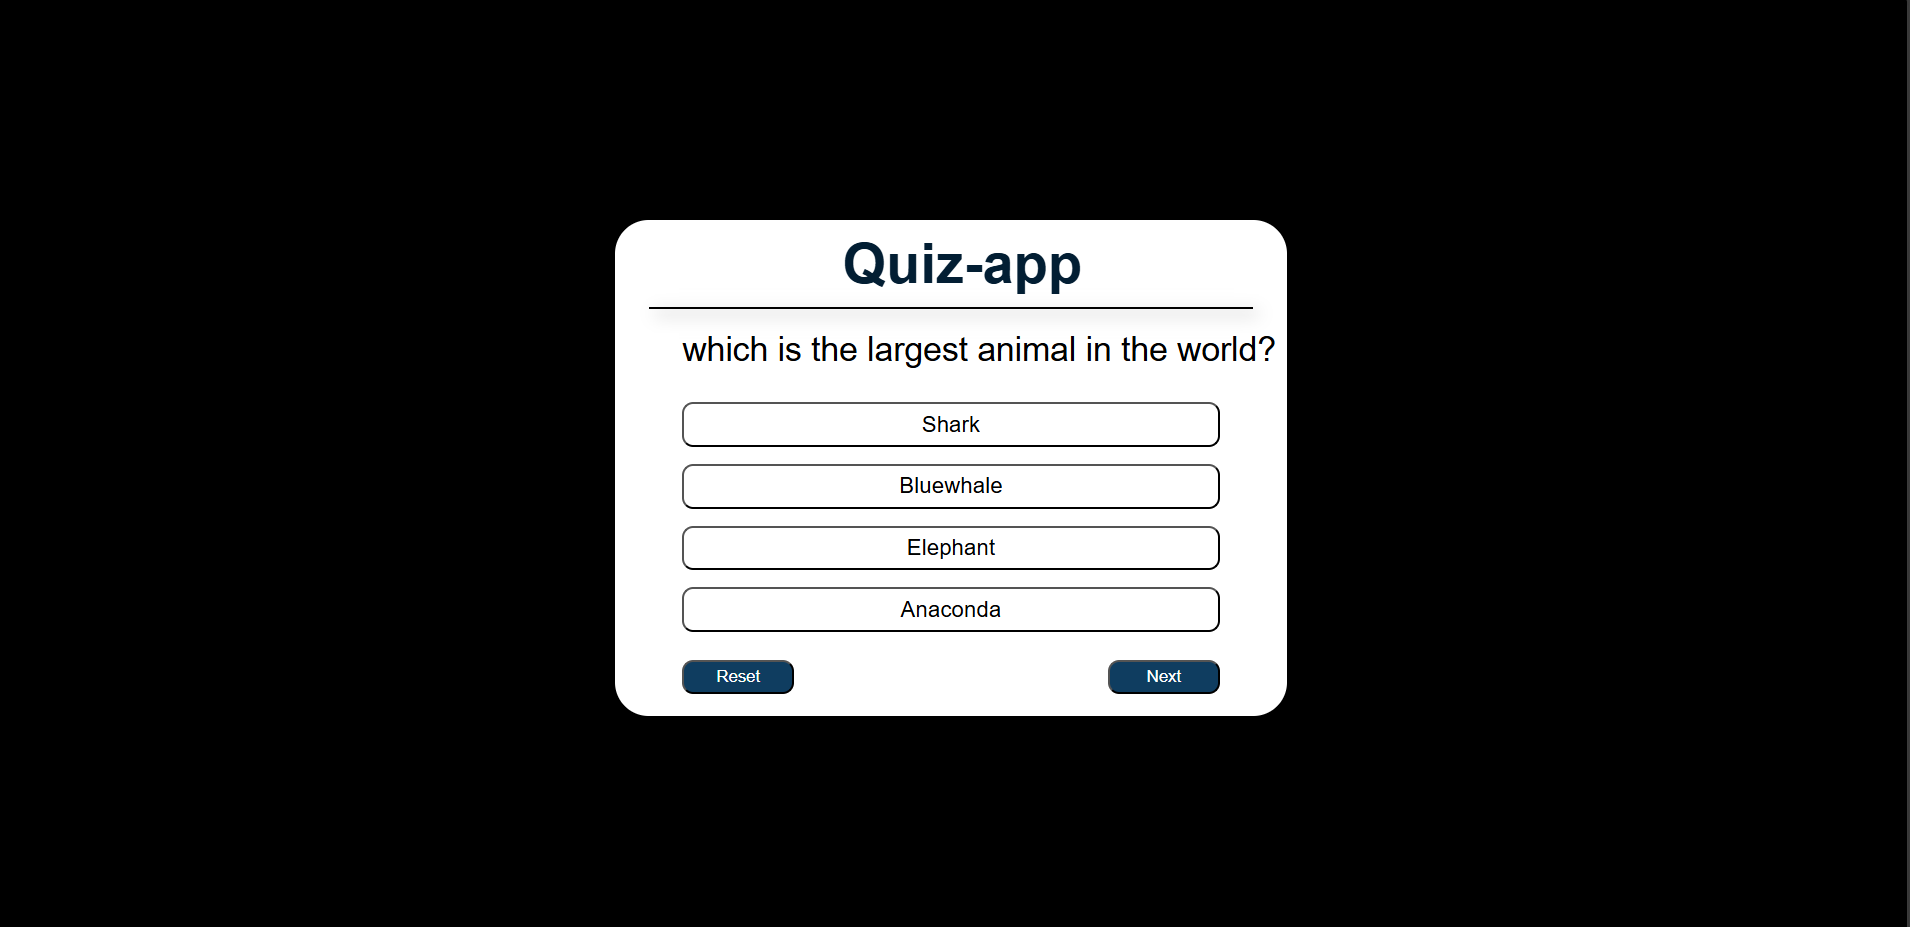 Quiz-app
which is the largest animal in the world?
Shark
Bluewhale
Elephant
Anaconda
Reset
Next